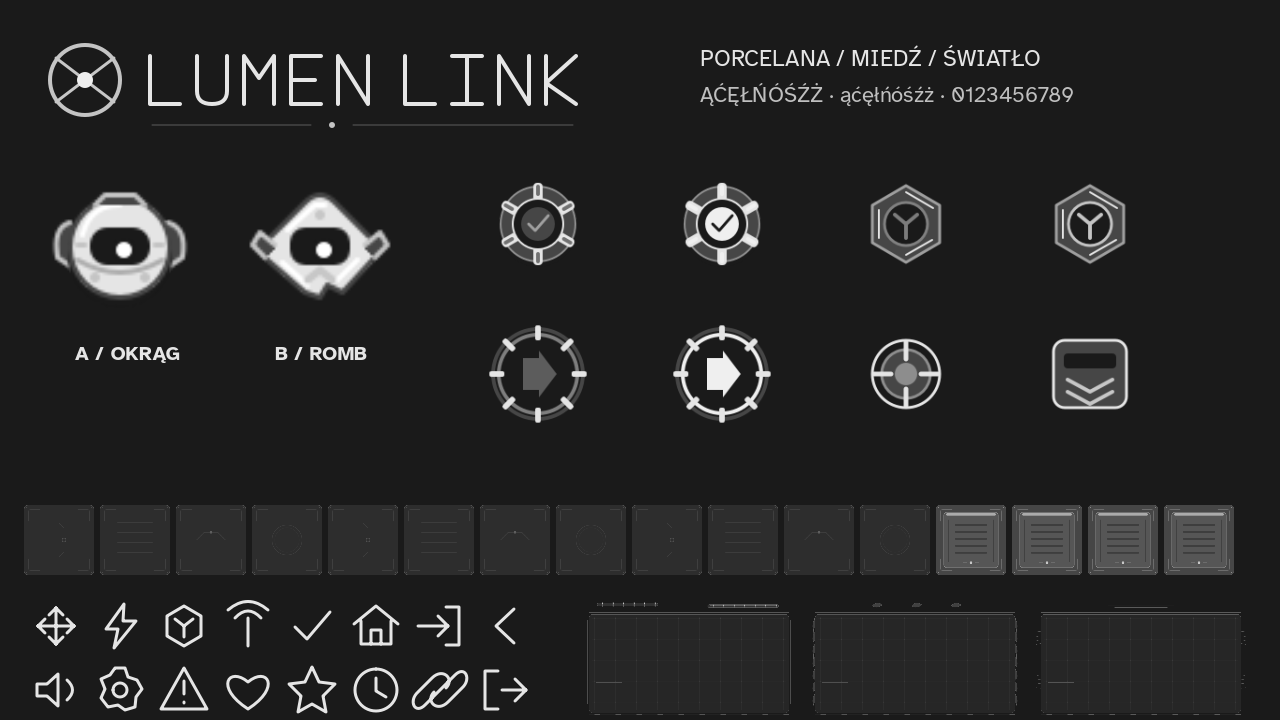 LUMEN LINK
PORCELANA / MIEDŹ / ŚWIATŁO
ĄĆĘŁŃÓŚŹŻ · ąćęłńóśźż · 0123456789
A / OKRĄG
B / ROMB